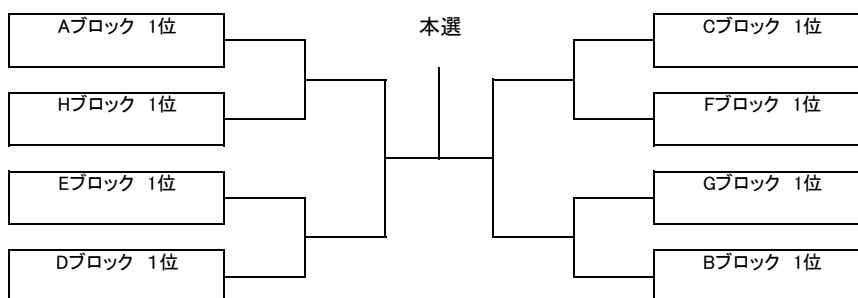 Aブロック 1位
本選
Cブロック 1位
Hブロック 1位
Fブロック 1位
Eブロック 1位
Gブロック 1位
Dブロック 1位
Bブロック 1位